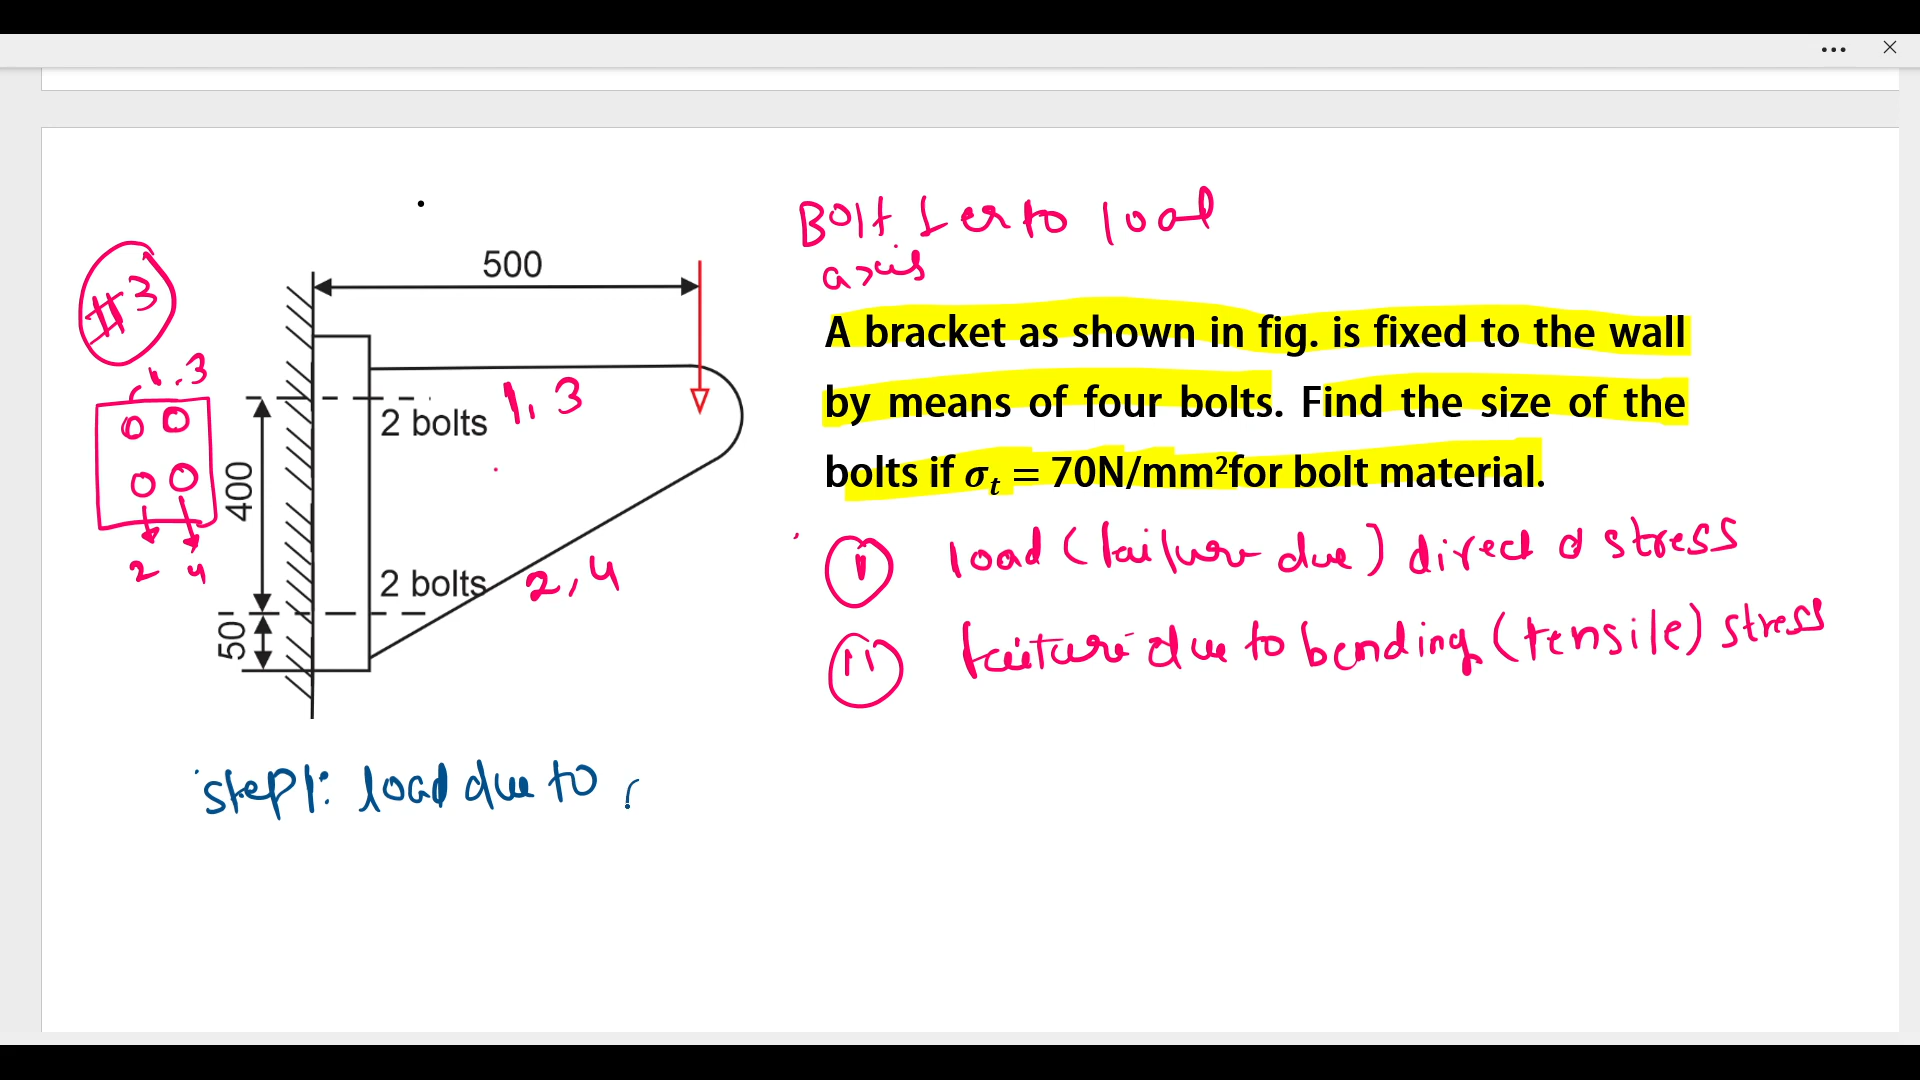 Bolt ⊥er to load
axis
A bracket as shown in fig. is fixed to the wall
by means of four bolts. Find the size of the
bolts if σt = 70N/mm²for bolt material.
(i) load (failure due) direct stress
(ii) failure due to bending (tensile) stress
500
#3
1, 3
2 bolts 1, 3
400
2 bolts 2, 4
2 4
50
Step1: load due to